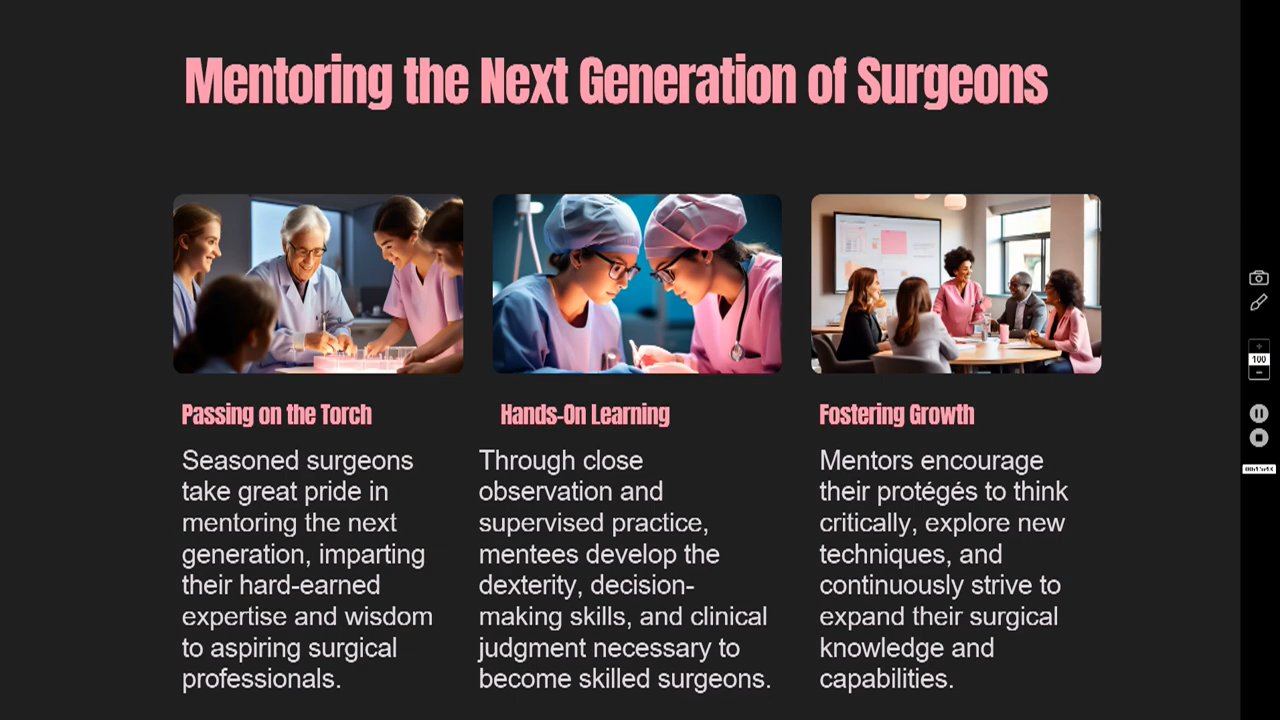 Mentoring the Next Generation of Surgeons
Passing on the Torch
Seasoned surgeons
take great pride in
mentoring the next
generation, imparting
their hard-earned
expertise and wisdom
to aspiring surgical
professionals.
Hands-On Learning
Through close
observation and
supervised practice,
mentees develop the
dexterity, decision-
making skills, and clinical
judgment necessary to
become skilled surgeons.
Fostering Growth
Mentors encourage
their protégés to think
critically, explore new
techniques, and
continuously strive to
expand their surgical
knowledge and
capabilities.
100